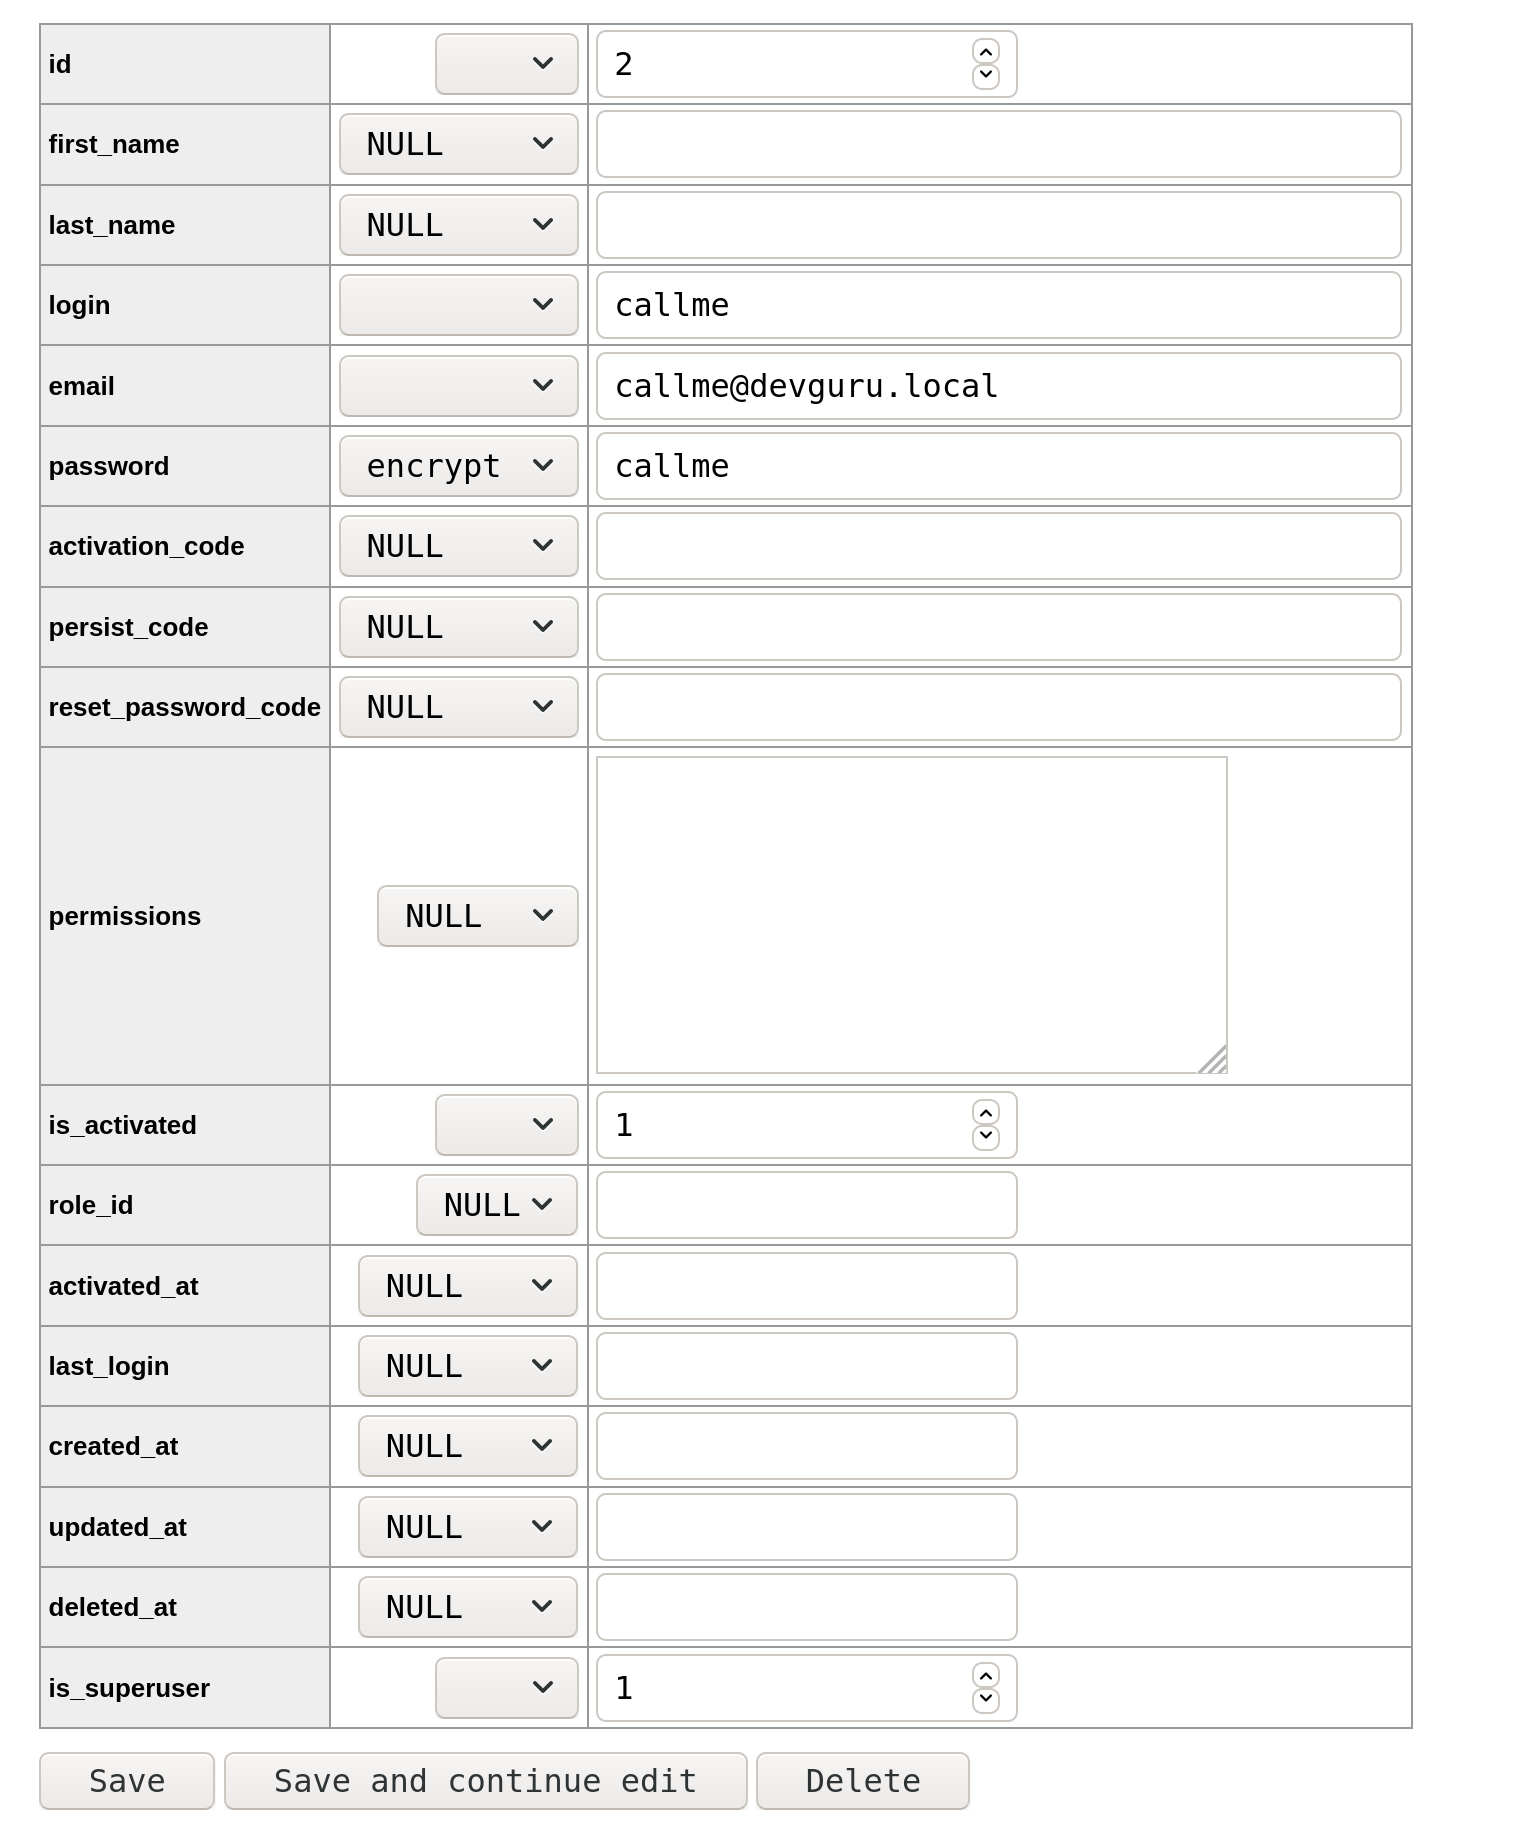 id 2
first_name NULL
last_name NULL
login callme
email callme@devguru.local
password encrypt callme
activation_code NULL
persist_code NULL
reset_password_code NULL
permissions NULL
is_activated 1
role_id NULL
activated_at NULL
last_login NULL
created_at NULL
updated_at NULL
deleted_at NULL
is_superuser 1
Save Save and continue edit Delete